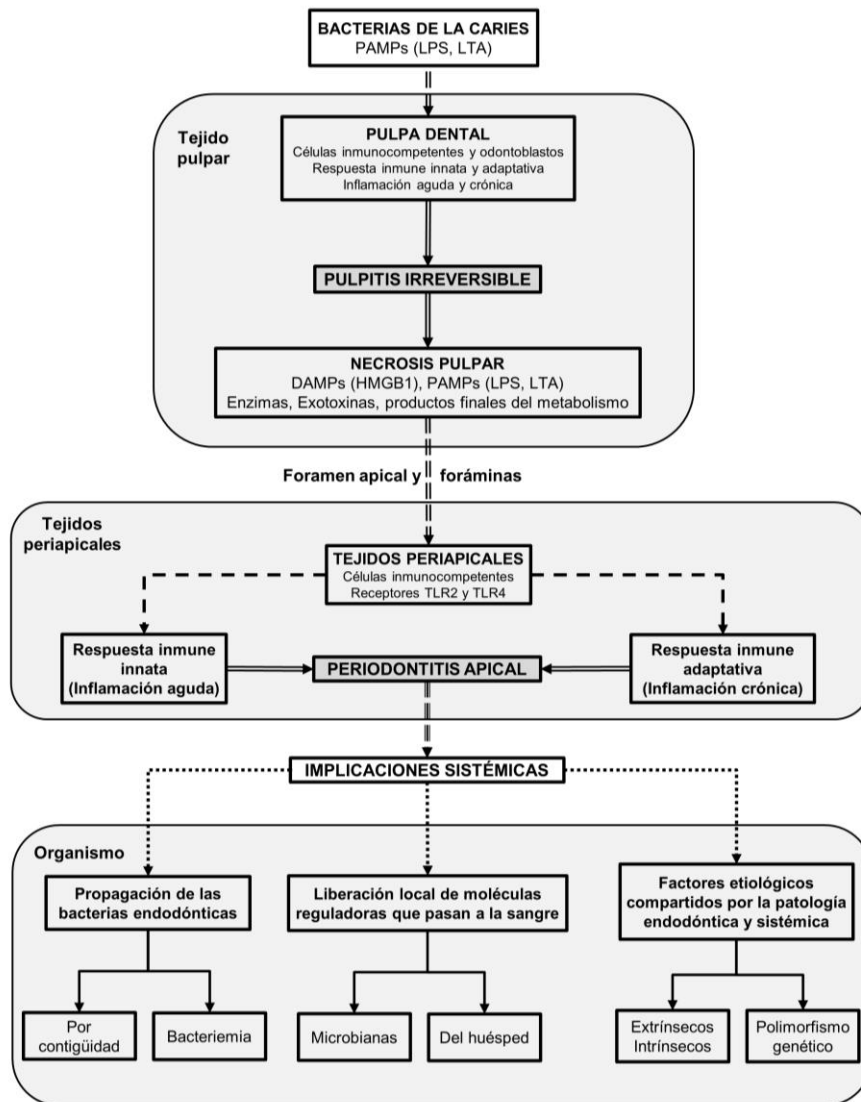 BACTERIAS DE LA CARIES
PAMPs (LPS, LTA)
Tejido
pulpar
PULPA DENTAL
Células inmunocompetentes y odontoblastos
Respuesta inmune innata y adaptativa
Inflamación aguda y crónica
PULPITIS IRREVERSIBLE
NECROSIS PULPAR
DAMPs (HMGB1), PAMPs (LPS, LTA)
Enzimas, Exotoxinas, productos finales del metabolismo
Foramen apical y foráminas
Tejidos
periapicales
TEJIDOS PERIAPICALES
Células inmunocompetentes
Receptores TLR2 y TLR4
Respuesta inmune
innata
(Inflamación aguda)
PERIODONTITIS APICAL
Respuesta inmune
adaptativa
(Inflamación crónica)
IMPLICACIONES SISTÉMICAS
Organismo
Propagación de las
bacterias endodónticas
Liberación local de moléculas
reguladoras que pasan a la sangre
Factores etiológicos
compartidos por la patología
endodóntica y sistémica
Por
contigüidad
Bacteriemia
Microbianas
Del huésped
Extrínsecos
Intrínsecos
Polimorfismo
genético